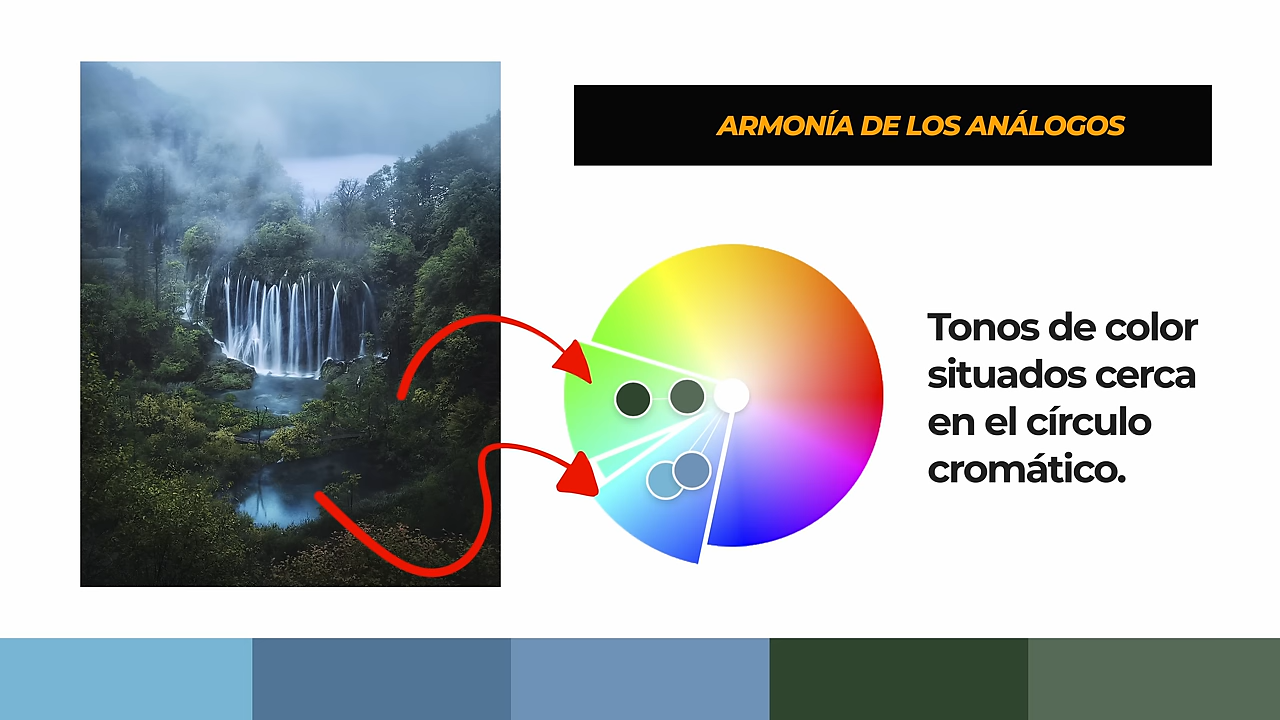 ARMONÍA DE LOS ANÁLOGOS
Tonos de color
situados cerca
en el círculo
cromático.